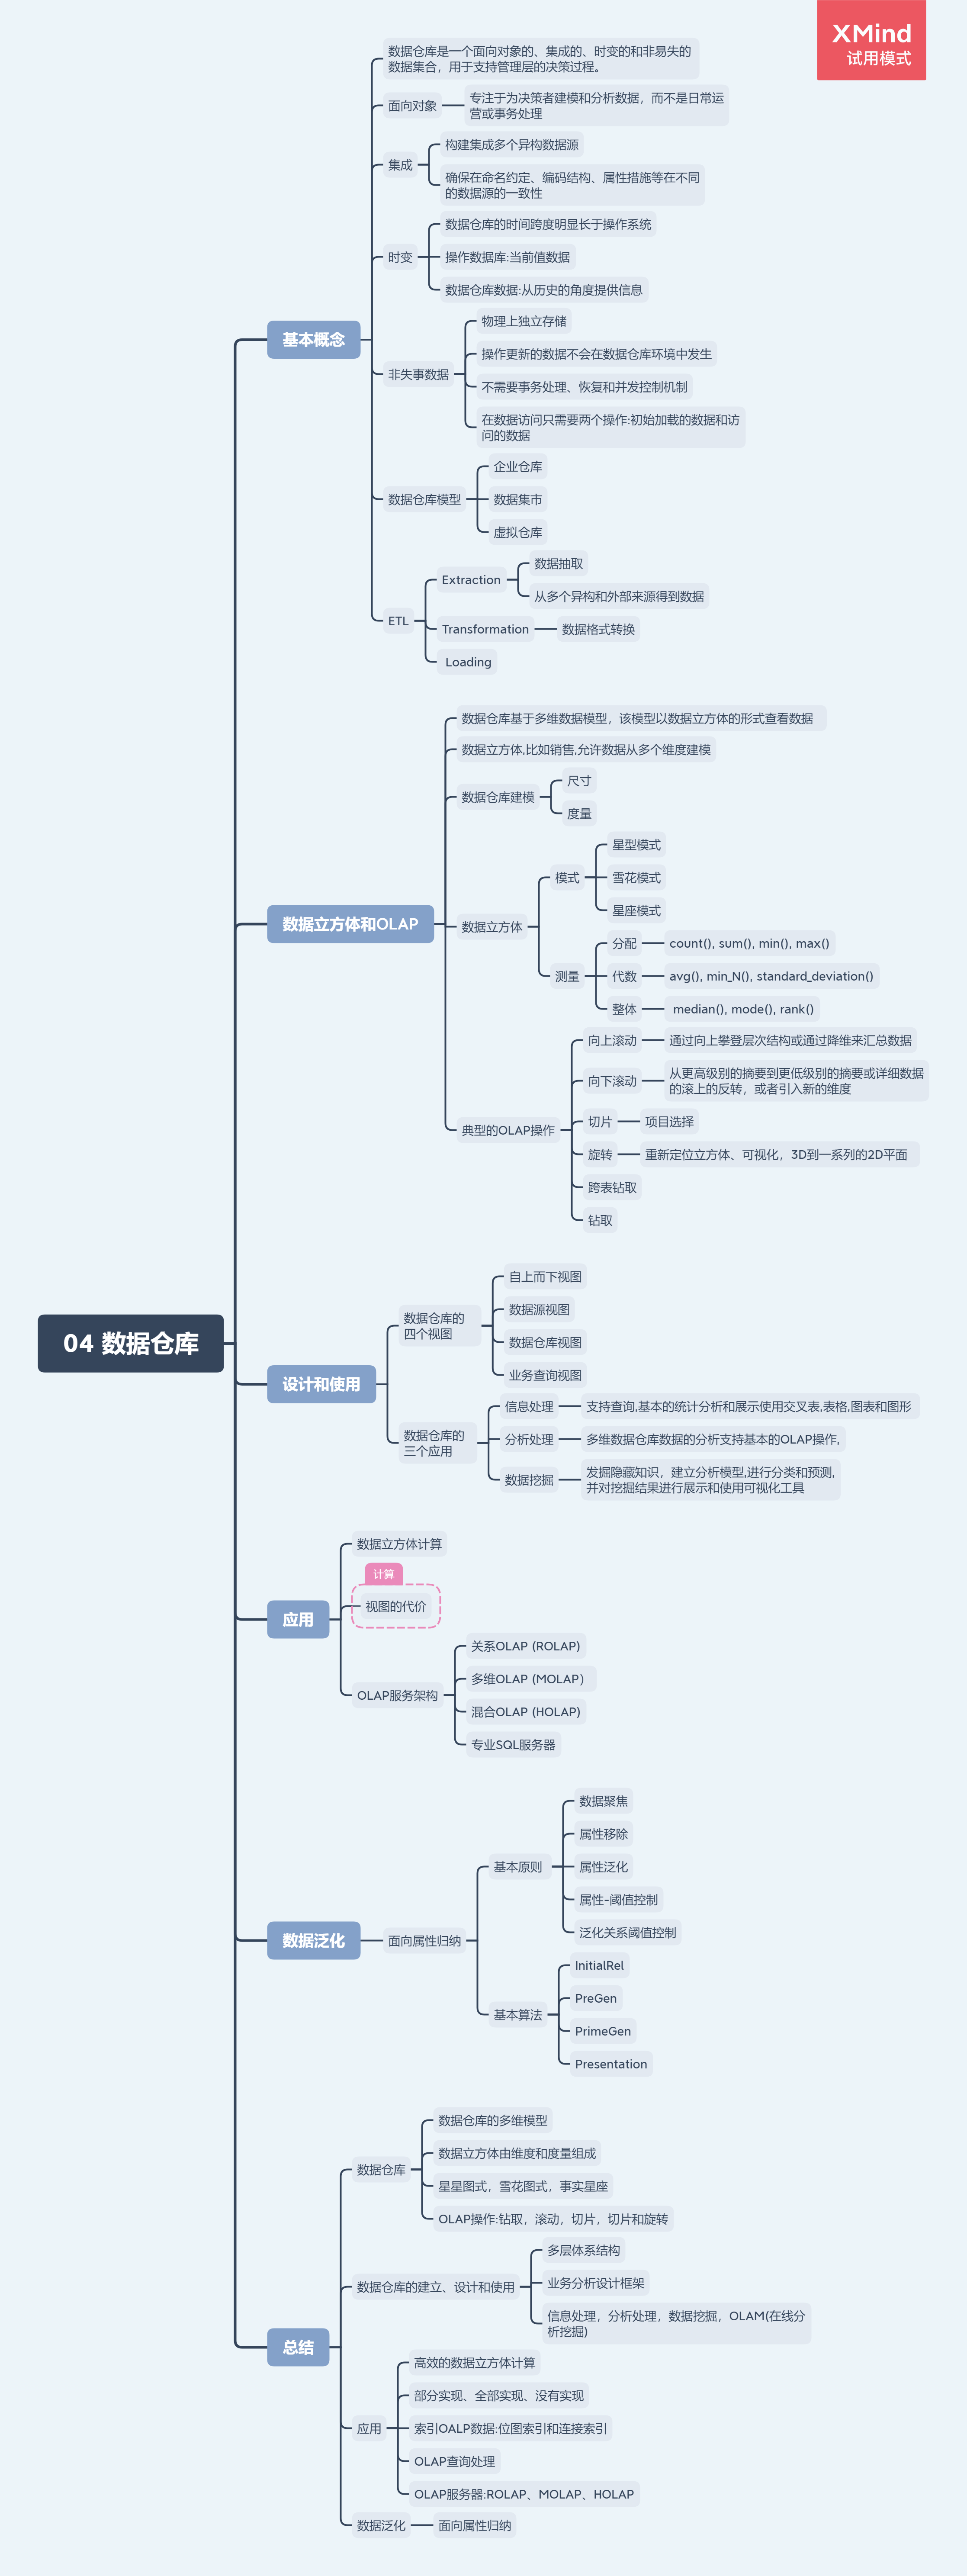 XMind
试用模式
数据仓库是一个面向对象的、集成的、时变的和非易失的
数据集合，用于支持管理层的决策过程。
面向对象
专注于为决策者建模和分析数据，而不是日常运
营或事务处理
集成
构建集成多个异构数据源
确保在命名约定、编码结构、属性措施等在不同
的数据源的一致性
时变
数据仓库的时间跨度明显长于操作系统
操作数据库:当前值数据
数据仓库数据:从历史的角度提供信息
基本概念
非失事数据
物理上独立存储
操作更新的数据不会在数据仓库环境中发生
不需要事务处理、恢复和并发控制机制
在数据访问只需要两个操作:初始加载的数据和访
问的数据
数据仓库模型
企业仓库
数据集市
虚拟仓库
ETL
Extraction
数据抽取
从多个异构和外部来源得到数据
Transformation
数据格式转换
Loading
数据仓库基于多维数据模型，该模型以数据立方体的形式查看数据
数据立方体,比如销售,允许数据从多个维度建模
数据仓库建模
尺寸
度量
数据立方体和OLAP
数据立方体
模式
星型模式
雪花模式
星座模式
测量
分配
count(), sum(), min(), max()
代数
avg(), min_N(), standard_deviation()
整体
median(), mode(), rank()
典型的OLAP操作
向上滚动
通过向上攀登层次结构或通过降维来汇总数据
向下滚动
从更高级别的摘要到更低级别的摘要或详细数据
的滚上的反转，或者引入新的维度
切片
项目选择
旋转
重新定位立方体、可视化，3D到一系列的2D平面
跨表钻取
钻取
04 数据仓库
设计和使用
数据仓库的
四个视图
自上而下视图
数据源视图
数据仓库视图
业务查询视图
数据仓库的
三个应用
信息处理
支持查询,基本的统计分析和展示使用交叉表,表格,图表和图形
分析处理
多维数据仓库数据的分析支持基本的OLAP操作,
数据挖掘
发掘隐藏知识，建立分析模型,进行分类和预测,
并对挖掘结果进行展示和使用可视化工具
应用
数据立方体计算
计算
视图的代价
OLAP服务架构
关系OLAP (ROLAP)
多维OLAP (MOLAP）
混合OLAP (HOLAP)
专业SQL服务器
数据泛化
面向属性归纳
基本原则
数据聚焦
属性移除
属性泛化
属性-阈值控制
泛化关系阈值控制
基本算法
InitialRel
PreGen
PrimeGen
Presentation
总结
数据仓库
数据仓库的多维模型
数据立方体由维度和度量组成
星星图式，雪花图式，事实星座
OLAP操作:钻取，滚动，切片，切片和旋转
数据仓库的建立、设计和使用
多层体系结构
业务分析设计框架
信息处理，分析处理，数据挖掘，OLAM(在线分
析挖掘)
应用
高效的数据立方体计算
部分实现、全部实现、没有实现
索引OALP数据:位图索引和连接索引
OLAP查询处理
OLAP服务器:ROLAP、MOLAP、HOLAP
数据泛化
面向属性归纳